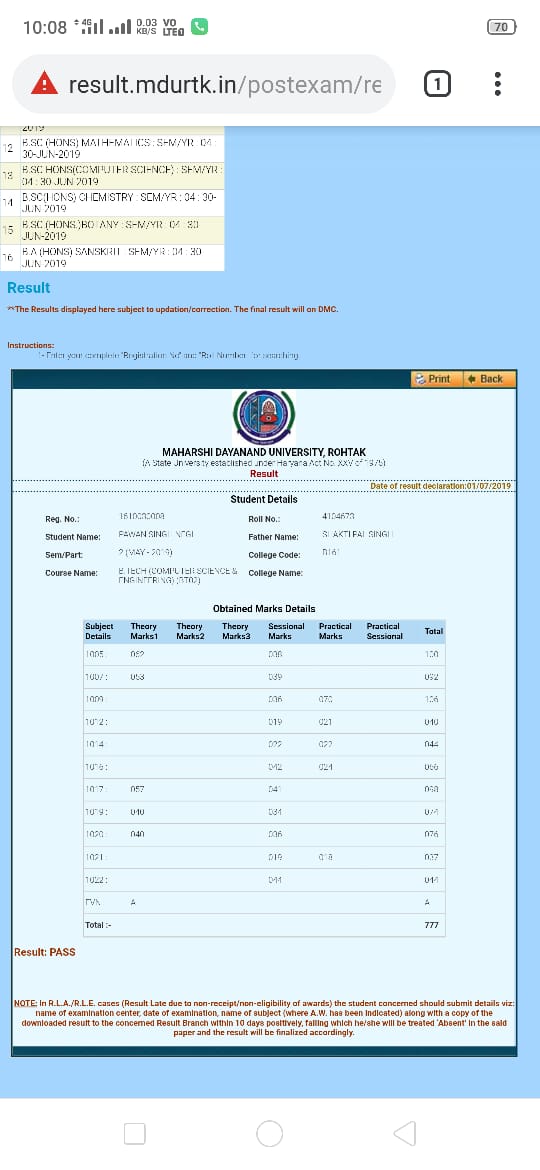 10:08 4G 0.03 KB/S VO LTE 70
result.mdurtk.in/postexam/re 1
2019
12 B.SC (HONS) MATHEMATICS : SEM/YR : 04 :
30-JUN-2019
13 B.SC HONS(COMPUTER SCIENCE) : SEM/YR :
04 : 30-JUN-2019
14 B.SC(HONS) CHEMISTRY : SEM/YR : 04 : 30-
JUN-2019
15 B.SC (HONS.)BOTANY : SEM/YR : 04 : 30-
JUN-2019
16 B.A (HONS) SANSKRIT : SEM/YR : 04 : 30-
JUN-2019
Result
**The Results displayed here subject to updation/correction. The final result will on DMC.
Instructions:
1- Enter your complete "Registration No" and "Roll Number" for searching
Print Back
MAHARSHI DAYANAND UNIVERSITY, ROHTAK
(A State University established under Haryana Act No. XXV of 1975)
Result
Date of result declaration:01/07/2019
Student Details
Reg. No.: Roll No.: 4104673
Student Name: PAWAN SINGH NEGI Father Name: SHAKTI PAL SINGH
Sem/Part: 2 (MAY - 2019) College Code: B161
Course Name: B.TECH (COMPUTER SCIENCE & College Name:
ENGINEERING) (BT02)
Obtained Marks Details
Subject Theory Theory Theory Sessional Practical Practical Total
Details Marks1 Marks2 Marks3 Marks Marks Sessional
1005 : 062 038 100
1007 : 053 039 092
1009 : 036 070 106
1012 : 019 021 040
1014 : 022 022 044
1016 : 042 024 066
1017 : 057 041 098
1019 : 040 034 074
1020 : 040 036 076
1021 : 019 018 037
1022 : 044 044
EVN A A
Total :- 777
Result: PASS
NOTE: In R.L.A./R.L.E. cases (Result Late due to non-receipt/non-eligibility of awards) the student concerned should submit details viz:
name of examination center, date of examination, name of subject (where A.W. has been indicated) along with a copy of the
downloaded result to the concerned Result Branch within 10 days positively, failing which he/she will be treated 'Absent' in the said
paper and the result will be finalized accordingly.